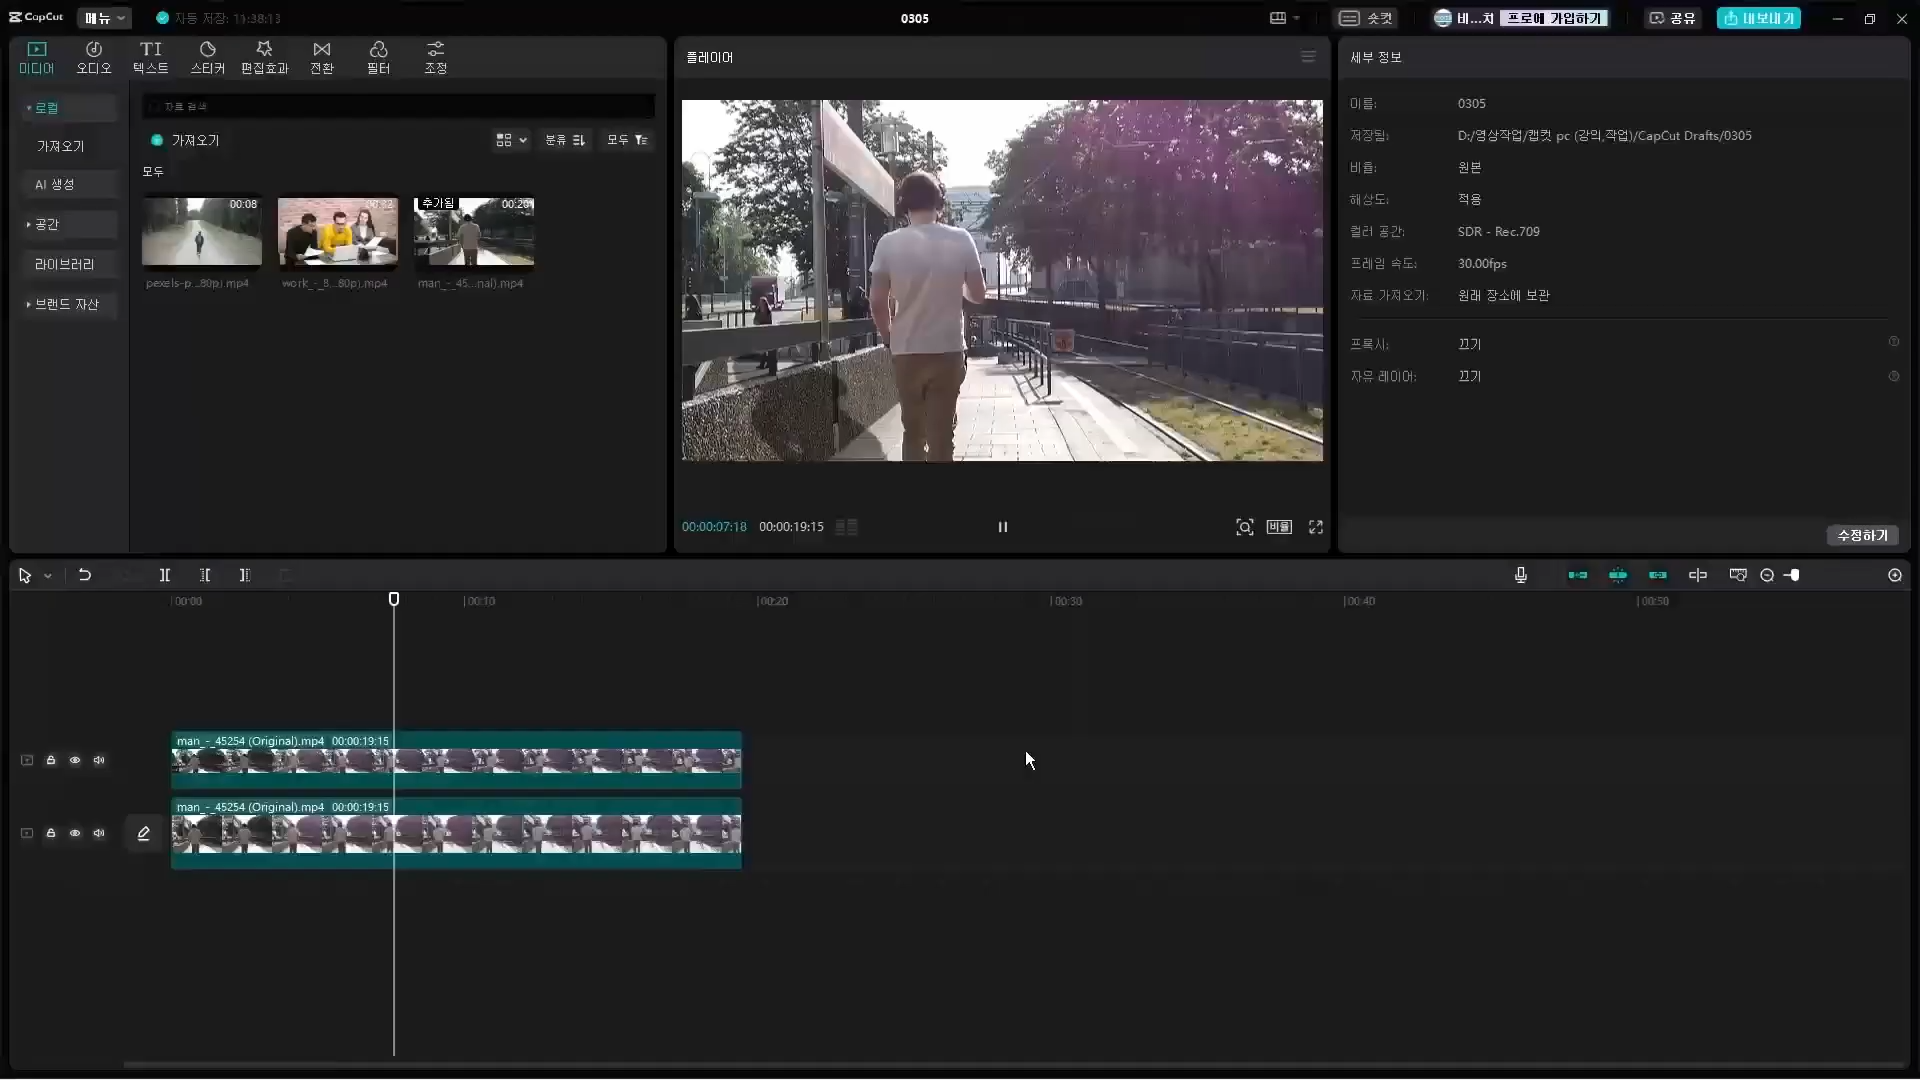 CapCut
메뉴
자동 저장: 11:38:13
0305
숏컷
비...치
프로에 가입하기
공유
내보내기
미디어
오디오
텍스트
스티커
편집효과
전환
필터
조정
로컬
가져오기
AI 생성
공간
라이브러리
브랜드 자산
자료 검색
가져오기
분류
모두
모두
00:08
추가됨
00:20
pexels-p...80p).mp4
work_-_8...80p).mp4
man_-_45...nal).mp4
플레이어
00:00:07:18
00:00:19:15
비율
세부 정보
이름:
0305
저장됨:
D:/영상작업/캡컷 pc (강의,작업)/CapCut Drafts/0305
비율:
원본
해상도:
적용
컬러 공간:
SDR - Rec.709
프레임 속도:
30.00fps
자료 가져오기:
원래 장소에 보관
프록시:
끄기
자유 레이어:
끄기
수정하기
00:00
00:10
00:20
00:30
00:40
00:50
man_-_45254 (Original).mp4 00:00:19:15
man_-_45254 (Original).mp4 00:00:19:15